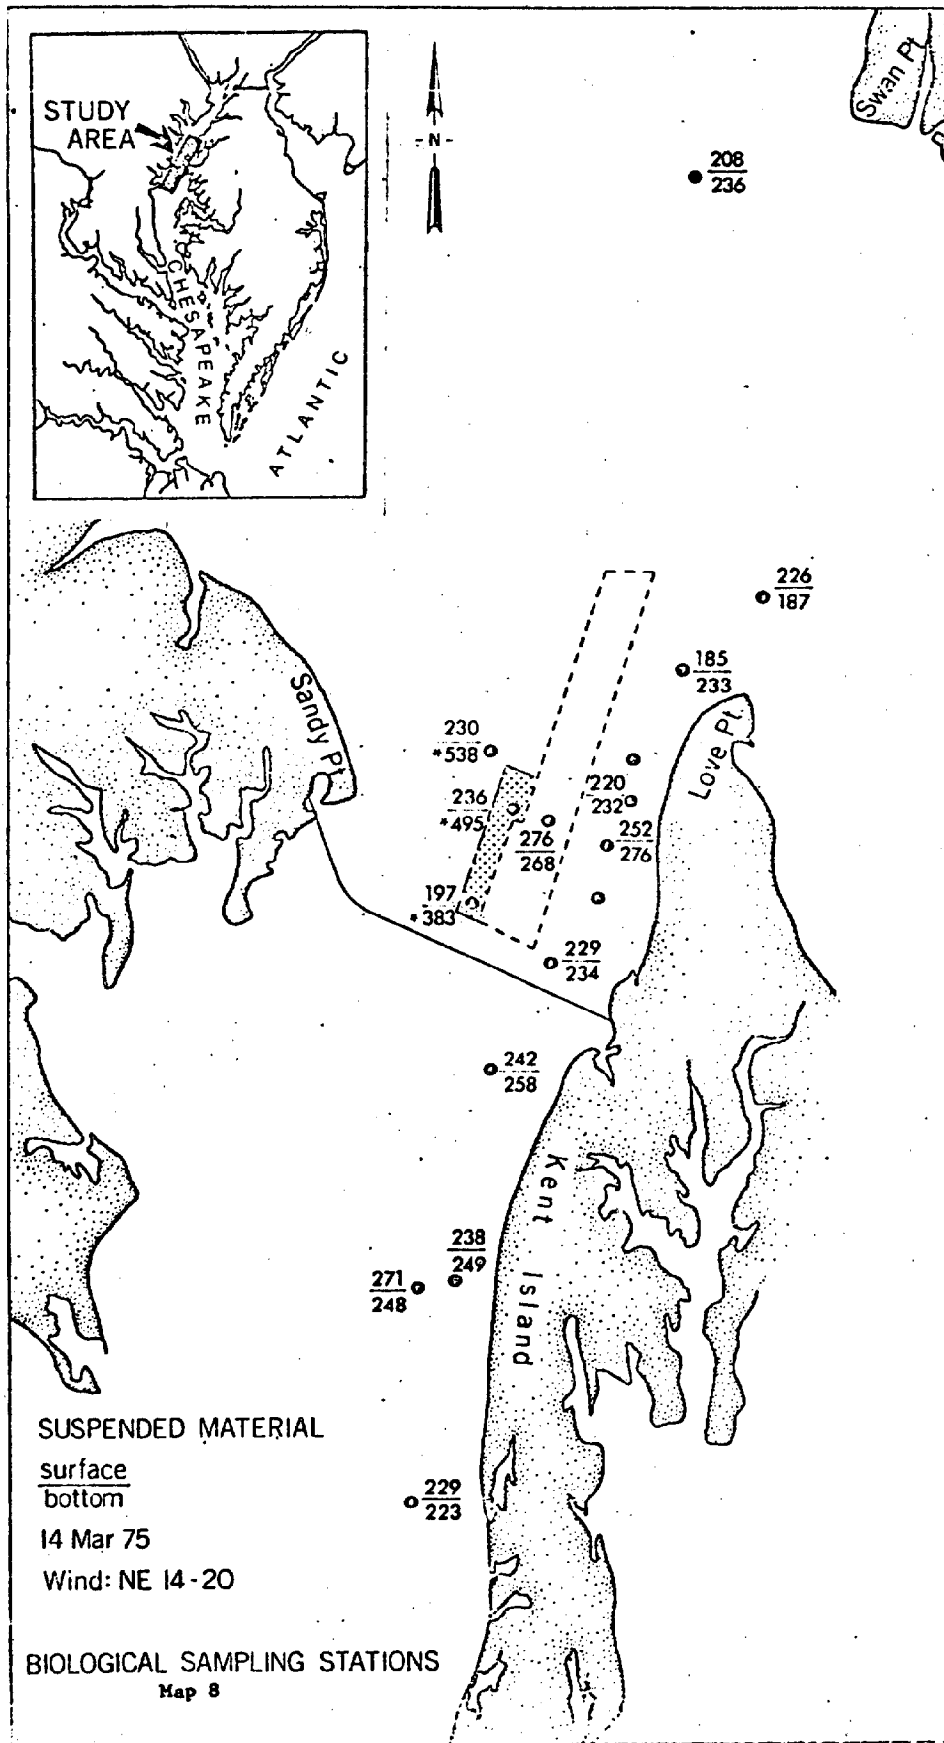 STUDY
AREA
CHESAPEAKE
ATLANTIC
- N -
Swan Pt.
208
236
226
187
185
233
Sandy Pt.
Love Pt.
230
*538
236
*495
220
232
276
268
252
276
197
*383
229
234
242
258
Kent Island
238
249
271
248
229
223
SUSPENDED MATERIAL
surface
bottom
14 Mar 75
Wind: NE 14-20
BIOLOGICAL SAMPLING STATIONS
Map 8